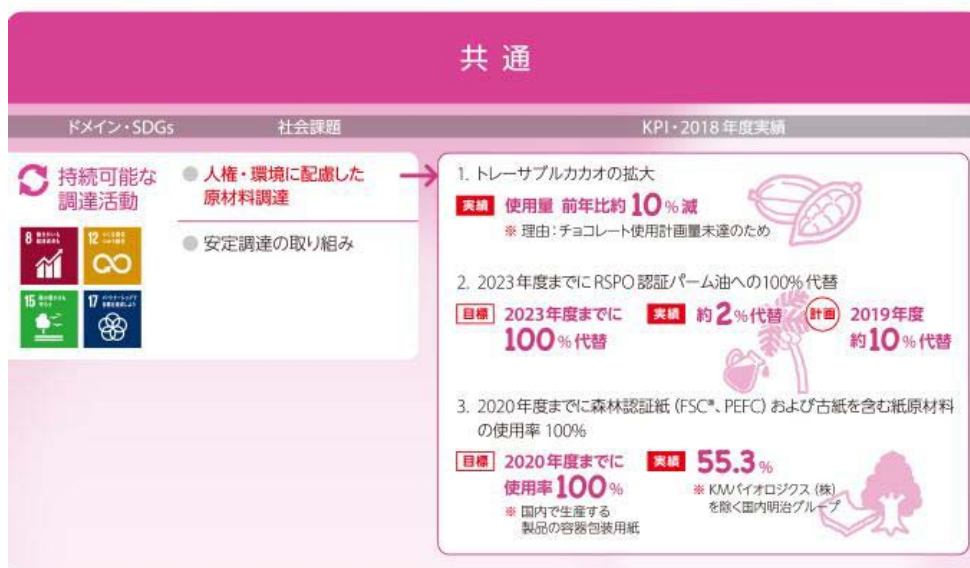 共通
ドメイン・SDGs
社会課題
KPI・2018年度実績
持続可能な
調達活動
8
12
15
17
人権・環境に配慮した
原材料調達
安定調達の取り組み
1. トレーサブルカカオの拡大
実績 使用量 前年比約10%減
※ 理由：チョコレート使用計画量未達のため
2. 2023年度までにRSPO認証パーム油への100%代替
目標 2023年度までに
100%代替
実績 約2%代替
計画 2019年度
約10%代替
3. 2020年度までに森林認証紙（FSC®、PEFC）および古紙を含む紙原材料
の使用率 100%
目標 2020年度までに
使用率100%
※ 国内で生産する
製品の容器包装用紙
実績 55.3%
※ KMバイオロジクス（株）
を除く国内明治グループ